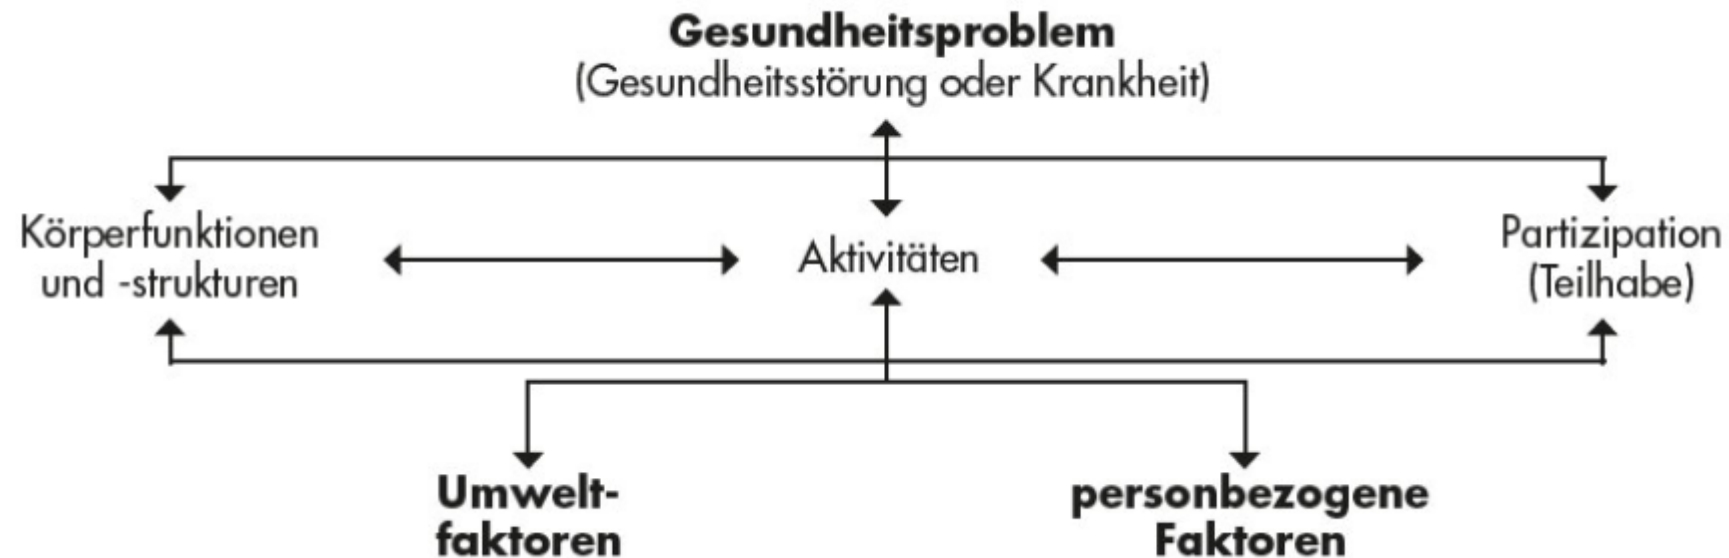 Gesundheitsproblem
(Gesundheitsstörung oder Krankheit)
Körperfunktionen
und -strukturen
Aktivitäten
Partizipation
(Teilhabe)
Umwelt-
faktoren
personbezogene
Faktoren